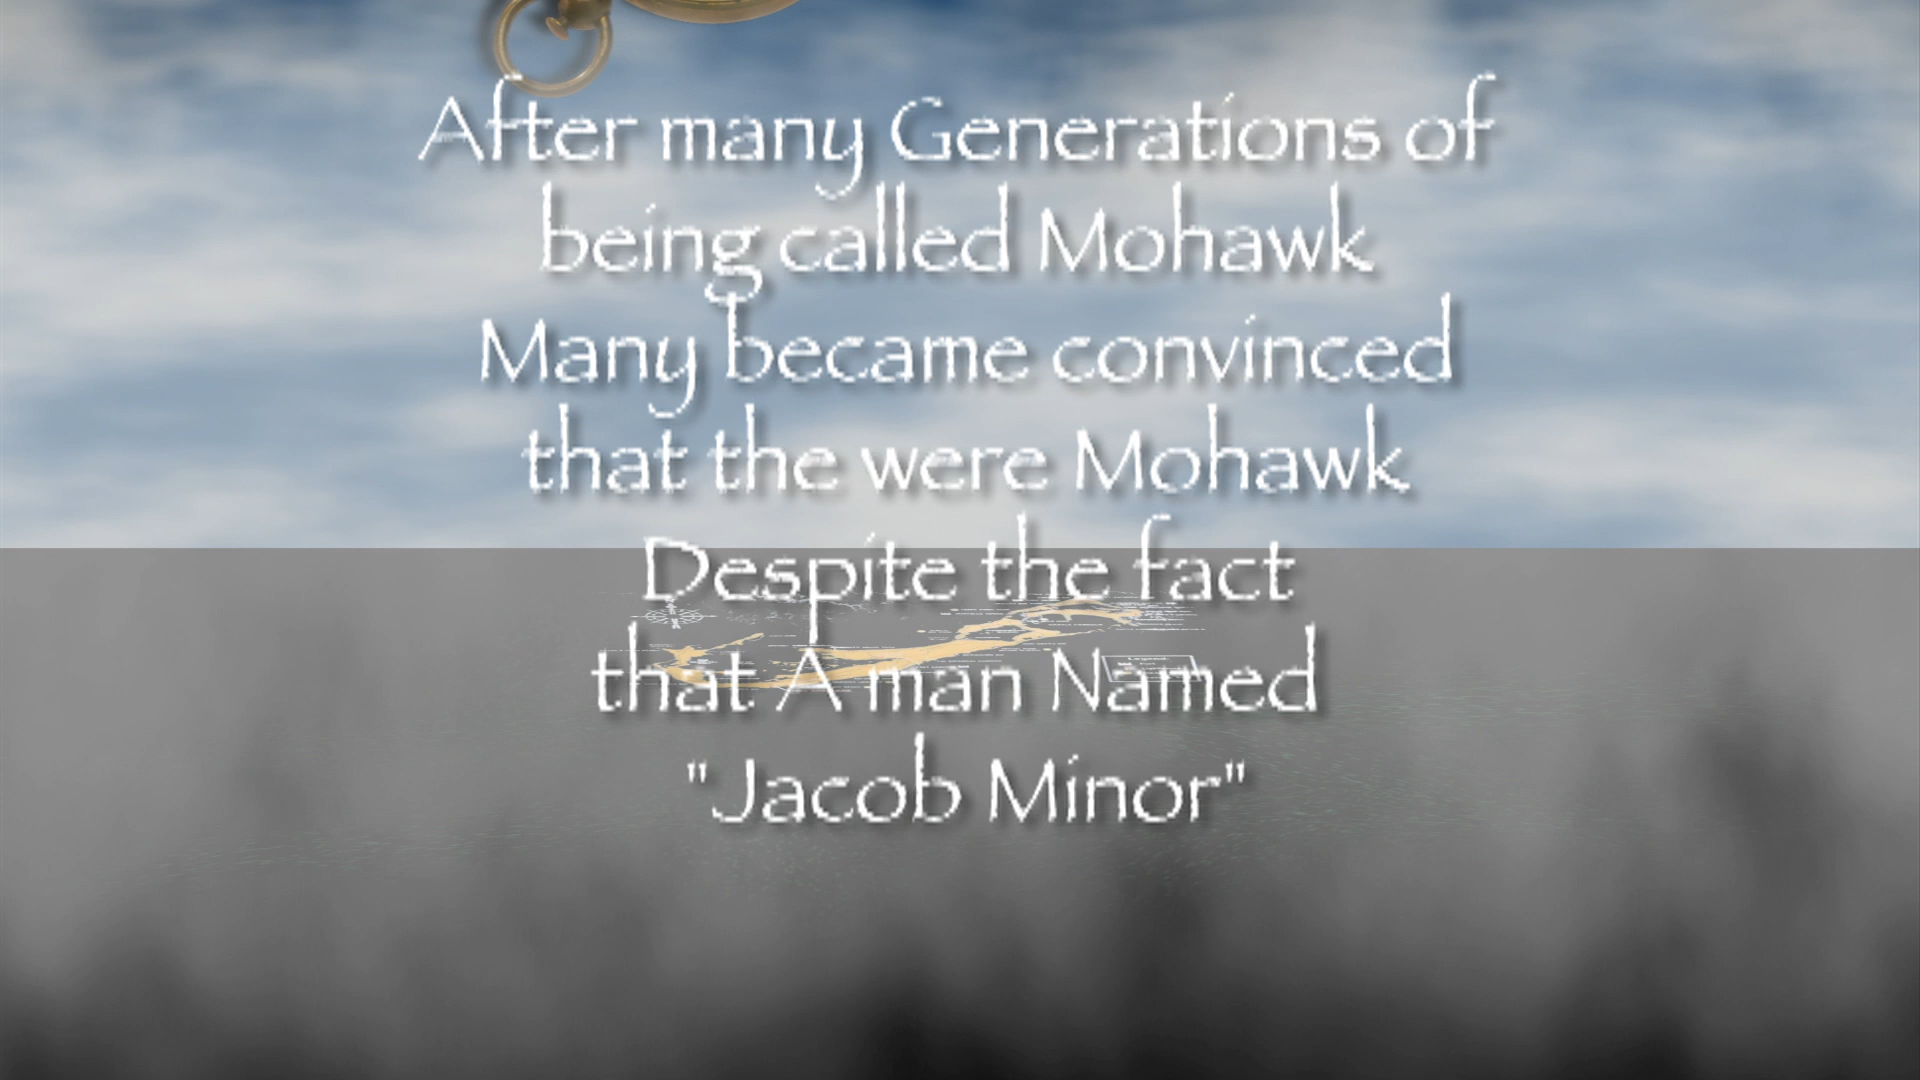 After many Generations of
being called Mohawk
Many became convinced
that the were Mohawk
Despite the fact
that A man Named
"Jacob Minor"